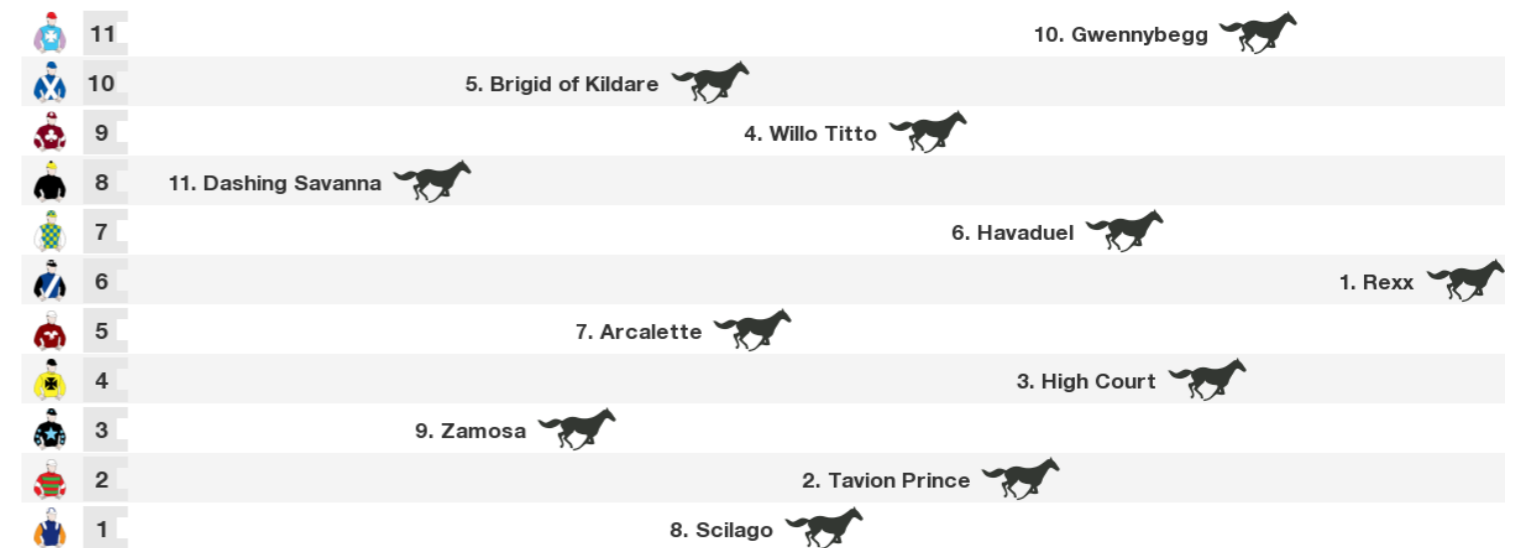 11 10. Gwennybegg
10 5. Brigid of Kildare
9 4. Willo Titto
8 11. Dashing Savanna
7 6. Havaduel
6 1. Rexx
5 7. Arcalette
4 3. High Court
3 9. Zamosa
2 2. Tavion Prince
1 8. Scilago